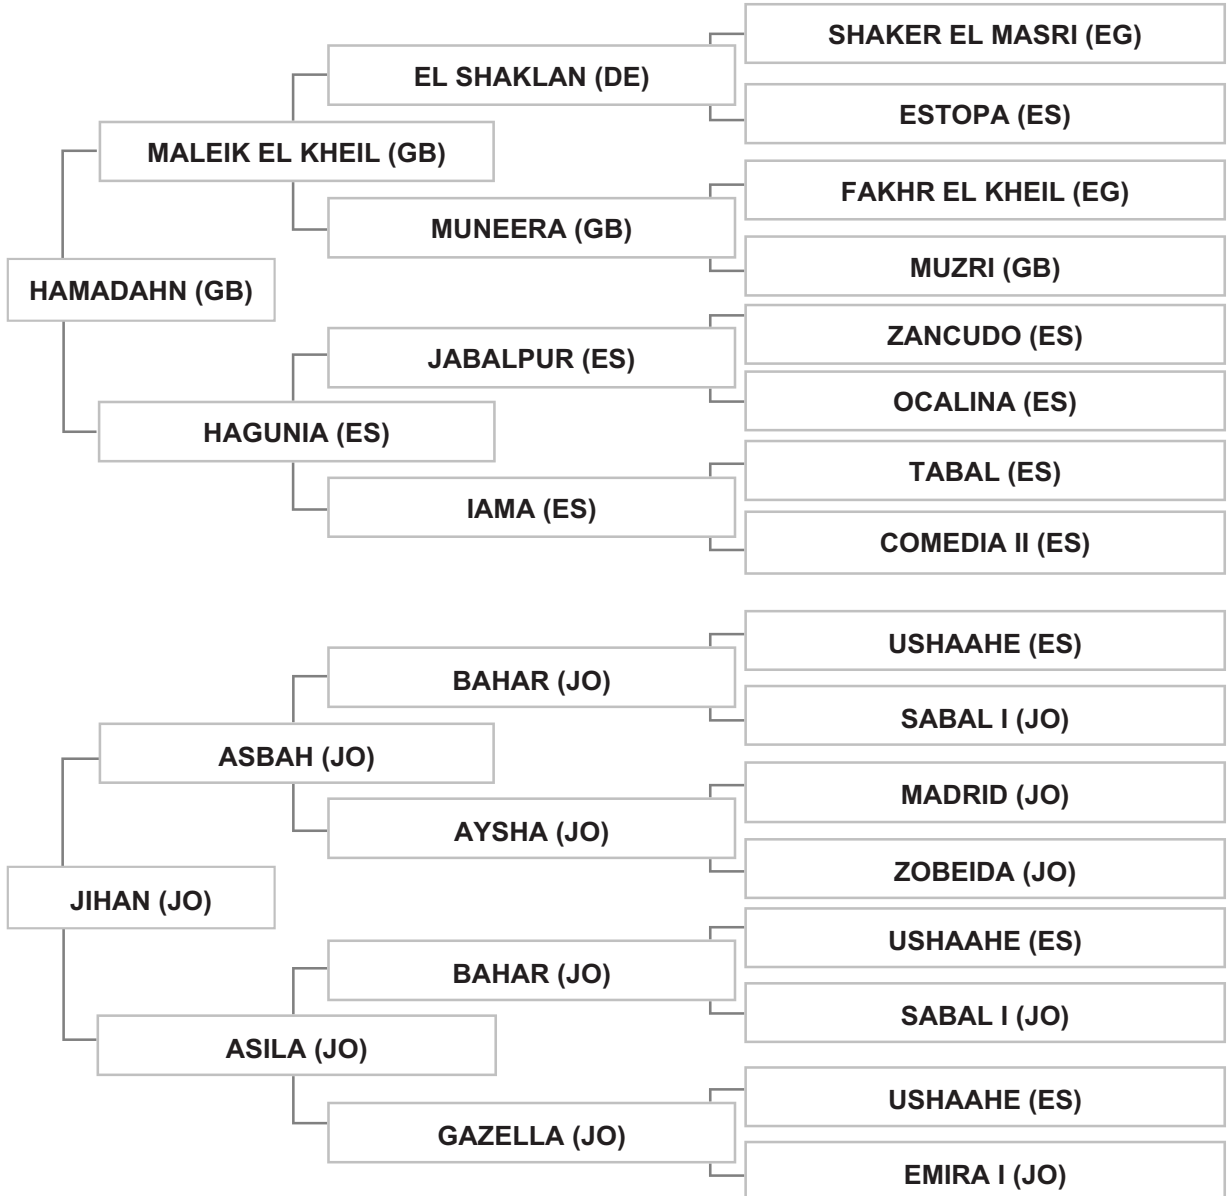 SHAKER EL MASRI (EG)
EL SHAKLAN (DE)
ESTOPA (ES)
MALEIK EL KHEIL (GB)
FAKHR EL KHEIL (EG)
MUNEERA (GB)
MUZRI (GB)
HAMADAHN (GB)
ZANCUDO (ES)
JABALPUR (ES)
OCALINA (ES)
HAGUNIA (ES)
TABAL (ES)
IAMA (ES)
COMEDIA II (ES)
USHAAHE (ES)
BAHAR (JO)
SABAL I (JO)
ASBAH (JO)
MADRID (JO)
AYSHA (JO)
ZOBEIDA (JO)
JIHAN (JO)
USHAAHE (ES)
BAHAR (JO)
SABAL I (JO)
ASILA (JO)
USHAAHE (ES)
GAZELLA (JO)
EMIRA I (JO)